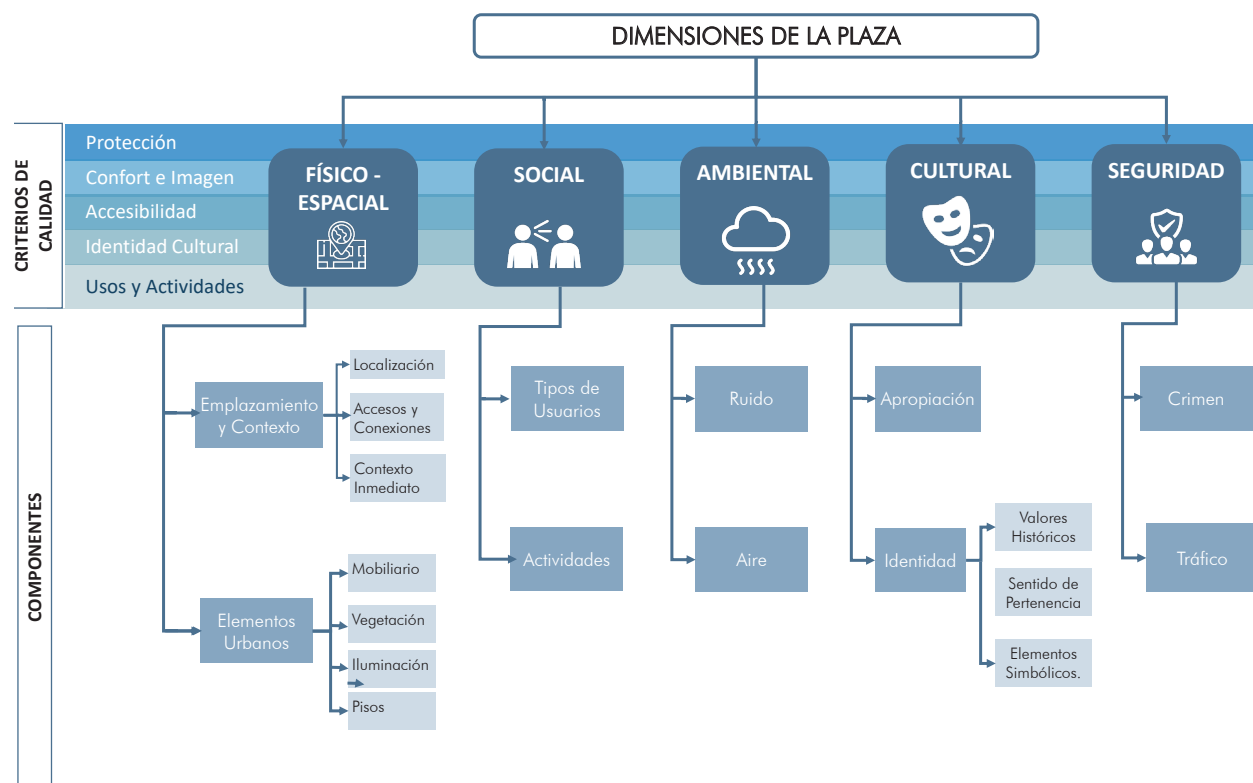 DIMENSIONES DE LA PLAZA
CRITERIOS DE
CALIDAD
Protección
Confort e Imagen
Accesibilidad
Identidad Cultural
Usos y Actividades
FÍSICO -
ESPACIAL
SOCIAL
AMBIENTAL
CULTURAL
SEGURIDAD
COMPONENTES
Emplazamiento
y Contexto
Localización
Accesos y
Conexiones
Contexto
Inmediato
Elementos
Urbanos
Mobiliario
Vegetación
Iluminación
Pisos
Tipos de
Usuarios
Actividades
Ruido
Aire
Apropiación
Identidad
Valores
Históricos
Sentido de
Pertenencia
Elementos
Simbólicos.
Crimen
Tráfico